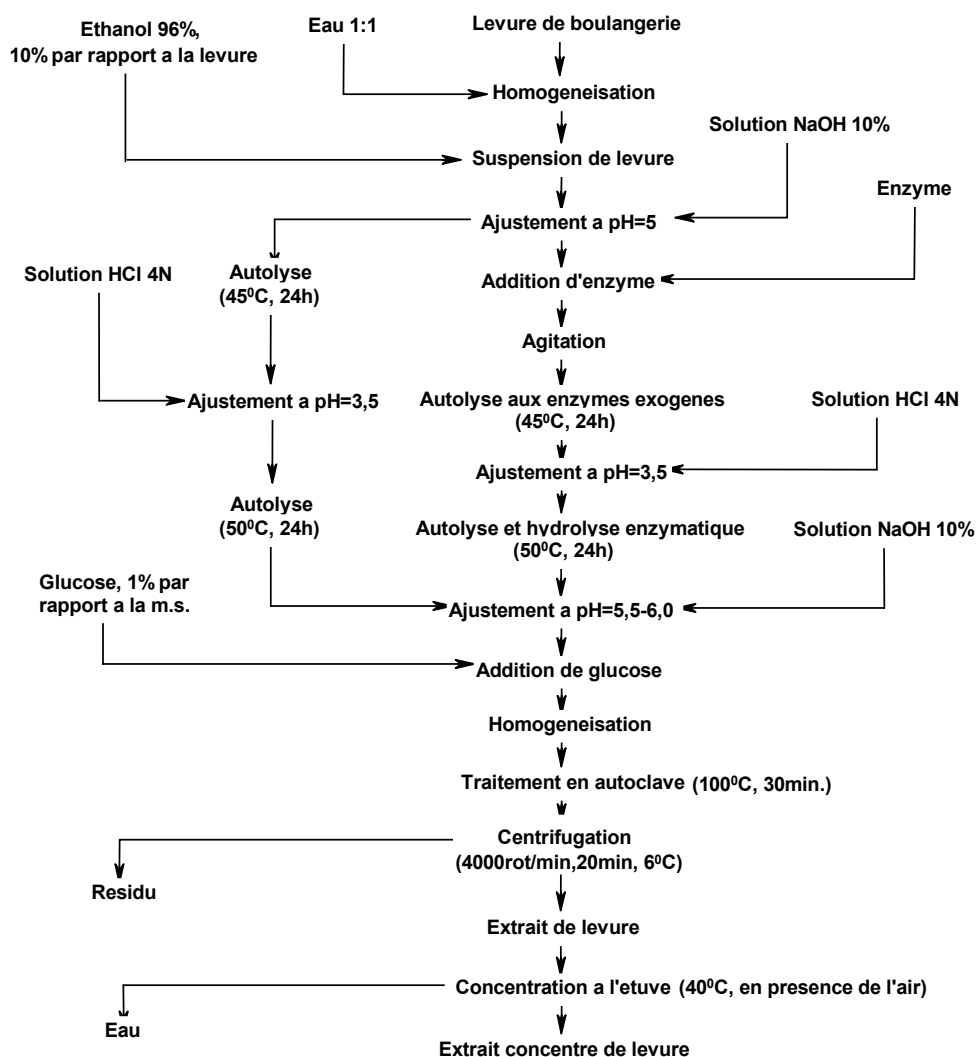 Ethanol 96%,
10% par rapport a la levure
Eau 1:1
Levure de boulangerie
Homogeneisation
Solution NaOH 10%
Suspension de levure
Enzyme
Ajustement a pH=5
Solution HCl 4N
Autolyse
(45⁰C, 24h)
Addition d'enzyme
Agitation
Ajustement a pH=3,5
Autolyse aux enzymes exogenes
(45⁰C, 24h)
Solution HCl 4N
Ajustement a pH=3,5
Autolyse
(50⁰C, 24h)
Autolyse et hydrolyse enzymatique
(50⁰C, 24h)
Solution NaOH 10%
Glucose, 1% par
rapport a la m.s.
Ajustement a pH=5,5-6,0
Addition de glucose
Homogeneisation
Traitement en autoclave (100⁰C, 30min.)
Centrifugation
(4000rot/min,20min, 6⁰C)
Residu
Extrait de levure
Concentration a l'etuve (40⁰C, en presence de l'air)
Eau
Extrait concentre de levure